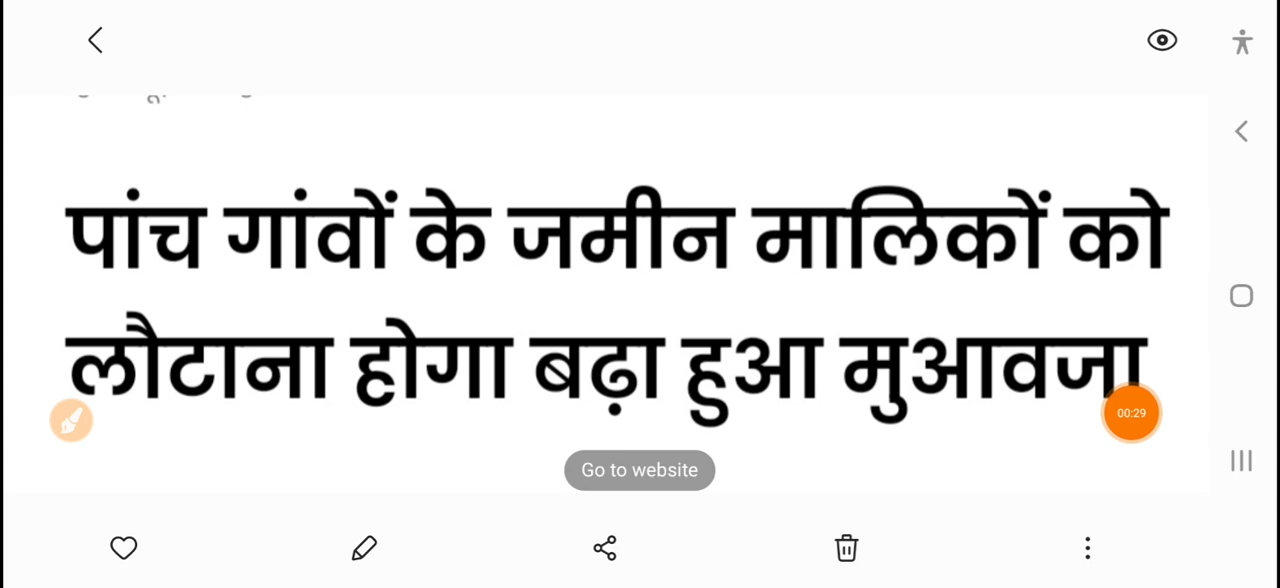 पांच गांवों के जमीन मालिकों को
लौटाना होगा बढ़ा हुआ मुआवजा
00:29
Go to website